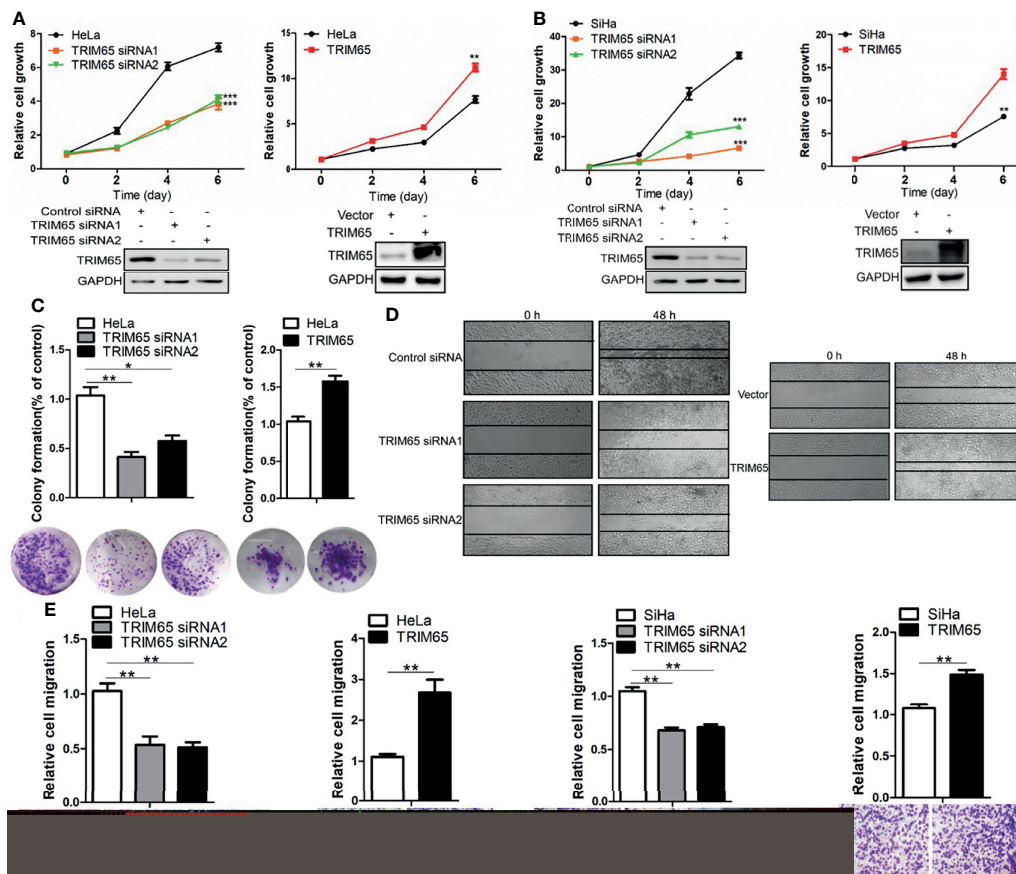 A
HeLa
TRIM65 siRNA1
TRIM65 siRNA2
Relative cell growth
8
6
4
2
0
***
***
0 2 4 6
Time (day)
Control siRNA + - -
TRIM65 siRNA1 - + -
TRIM65 siRNA2 - - +
TRIM65
GAPDH
HeLa
TRIM65
Relative cell growth
15
10
5
0
**
0 2 4 6
Time (day)
Vector + -
TRIM65 - +
TRIM65
GAPDH
B
SiHa
TRIM65 siRNA1
TRIM65 siRNA2
Relative cell growth
40
30
20
10
0
***
***
0 2 4 6
Time (day)
Control siRNA + - -
TRIM65 siRNA1 - + -
TRIM65 siRNA2 - - +
TRIM65
GAPDH
SiHa
TRIM65
Relative cell growth
20
15
10
5
0
**
0 2 4 6
Time (day)
Vector + -
TRIM65 - +
TRIM65
GAPDH
C
HeLa
TRIM65 siRNA1
TRIM65 siRNA2
Colony formation(% of control)
1.5
1.0
0.5
0.0
*
**
HeLa
TRIM65
Colony formation(% of control)
2.0
1.5
1.0
0.5
0.0
**
D
0 h 48 h
Control siRNA
TRIM65 siRNA1
TRIM65 siRNA2
0 h 48 h
Vector
TRIM65
E
HeLa
TRIM65 siRNA1
TRIM65 siRNA2
Relative cell migration
1.5
1.0
0.5
0.0
**
**
HeLa
TRIM65
Relative cell migration
4
3
2
1
0
**
SiHa
TRIM65 siRNA1
TRIM65 siRNA2
Relative cell migration
1.5
1.0
0.5
0.0
**
**
SiHa
TRIM65
Relative cell migration
2.0
1.5
1.0
0.5
0.0
**